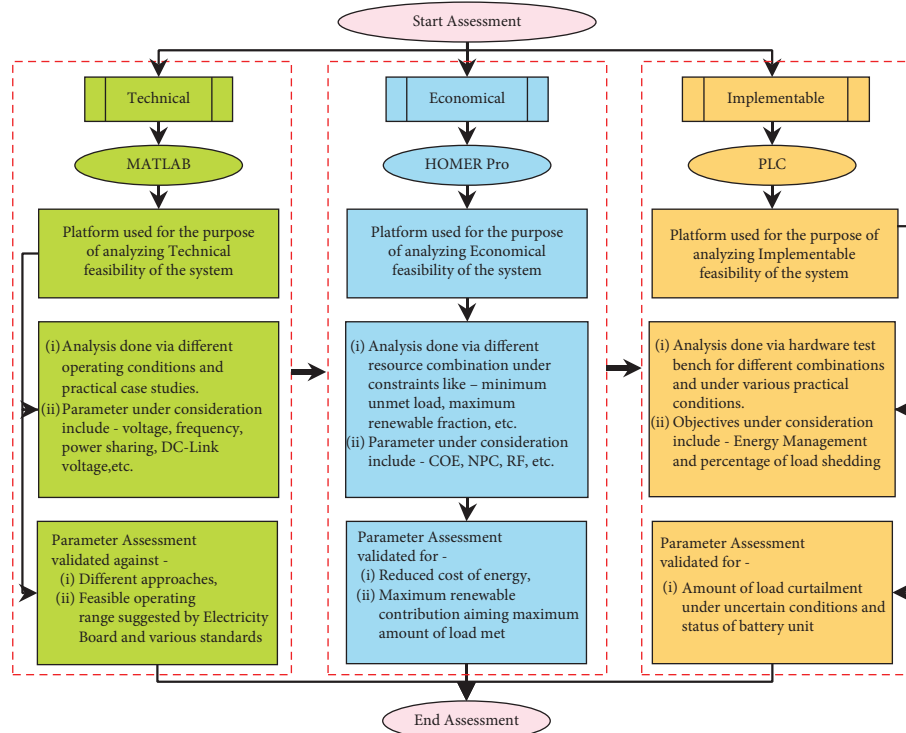 Start Assessment
Technical
MATLAB
Platform used for the purpose
of analyzing Technical
feasibility of the system
(i) Analysis done via different
operating conditions and
practical case studies.
(ii) Parameter under consideration
include - voltage, frequency,
power sharing, DC-Link
voltage,etc.
Parameter Assessment
validated against -
(i) Different approaches,
(ii) Feasible operating
range suggested by Electricity
Board and various standards
Economical
HOMER Pro
Platform used for the purpose
of analyzing Economical
feasibility of the system
(i) Analysis done via different
resource combination under
constraints like – minimum
unmet load, maximum
renewable fraction, etc.
(ii) Parameter under consideration
include - COE, NPC, RF, etc.
Parameter Assessment
validated for -
(i) Reduced cost of energy,
(ii) Maximum renewable
contribution aiming maximum
amount of load met
Implementable
PLC
Platform used for the purpose of
analyzing Implementable
feasibility of the system
(i) Analysis done via hardware test
bench for different combinations
and under various practical
conditions.
(ii) Objectives under consideration
include - Energy Management
and percentage of load shedding
Parameter Assessment
validated for -
(i) Amount of load curtailment
under uncertain conditions and
status of battery unit
End Assessment